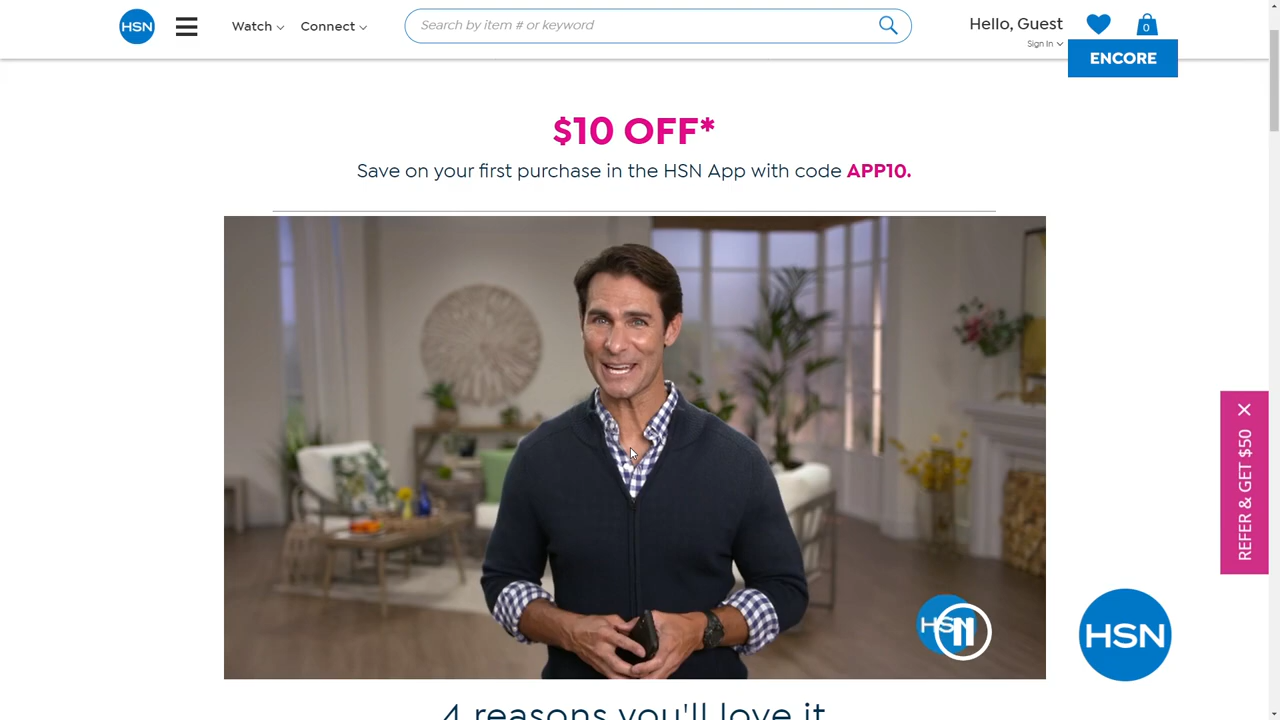 HSN
Watch
Connect
Search by item # or keyword
Hello, Guest
Sign In
0
ENCORE
$10 OFF*
Save on your first purchase in the HSN App with code APP10.
REFER & GET $50
HSN
HSN
4 reasons you'll love it